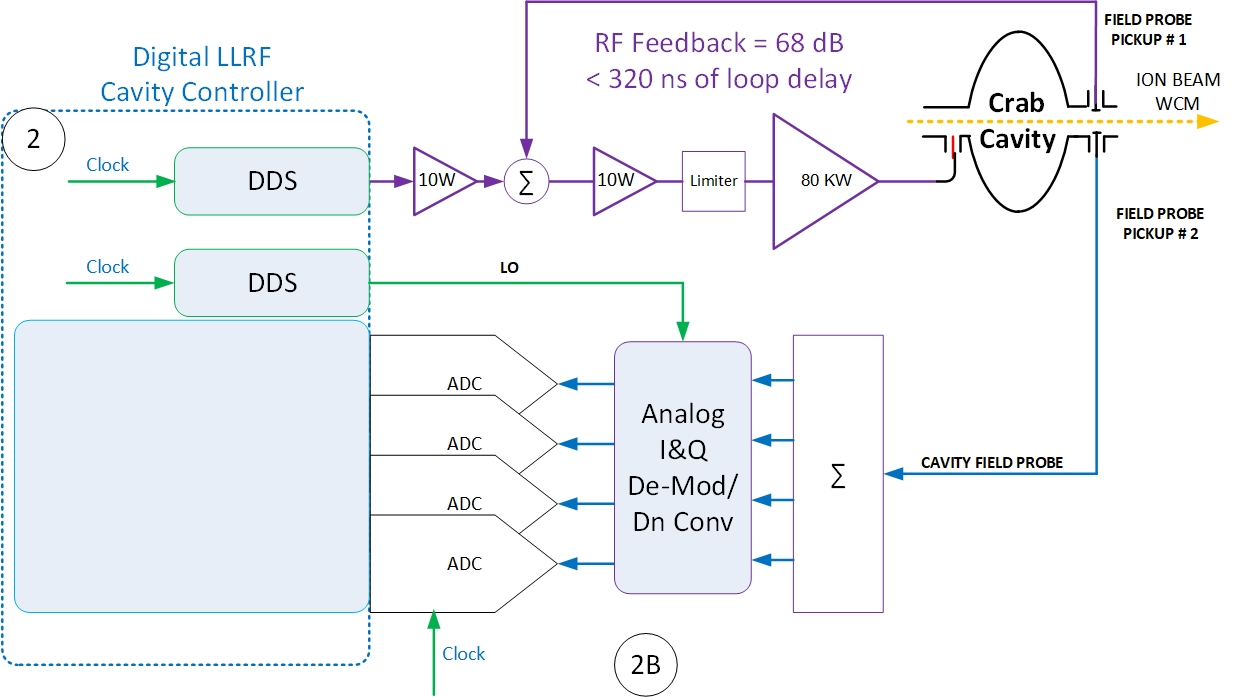 Digital LLRF
Cavity Controller
2
Clock
DDS
10W
∑
RF Feedback = 68 dB
< 320 ns of loop delay
10W
Limiter
80 KW
Crab
Cavity
FIELD PROBE
PICKUP # 1
ION BEAM
WCM
FIELD PROBE
PICKUP # 2
Clock
DDS
LO
ADC
ADC
ADC
ADC
Analog
I&Q
De-Mod/
Dn Conv
∑
CAVITY FIELD PROBE
Clock
2B